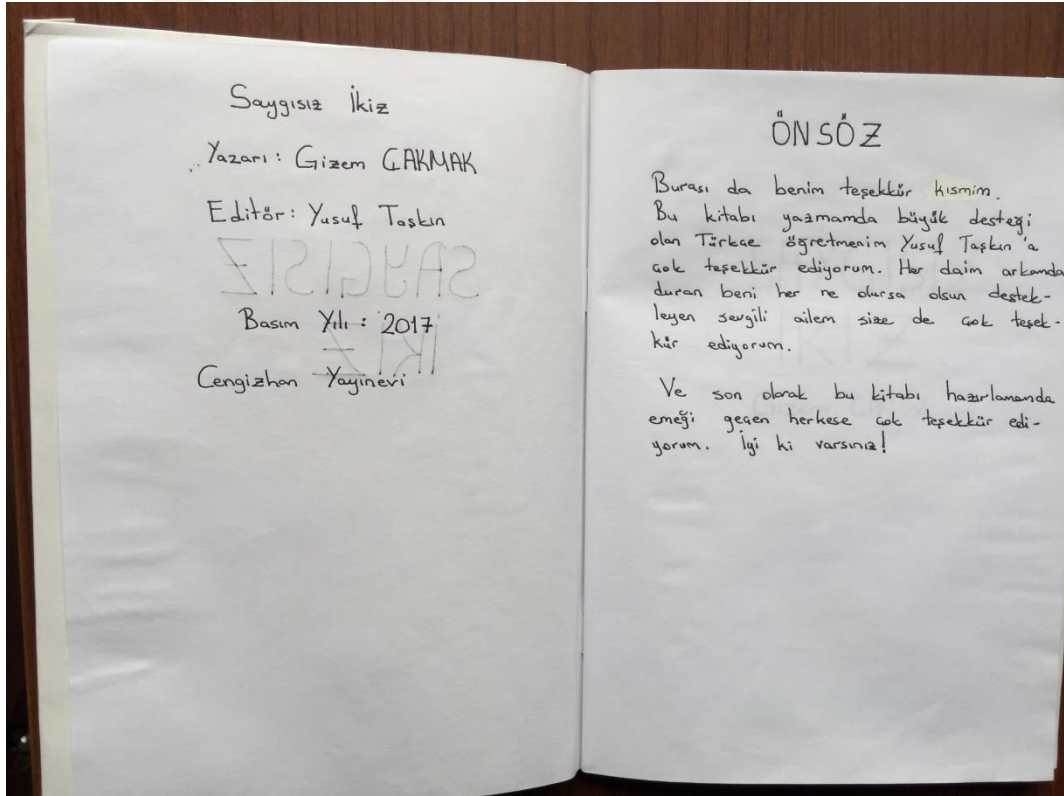 Saygısız İkiz
Yazarı: Gizem ÇAKMAK
Editör: Yusuf Taşkın
SAYGISIZ
Basım Yılı: 2017
İKİZ
Cengizhan Yayınevi
ÖNSÖZ
Burası da benim teşekkür kısmim.
Bu kitabı yazmamda büyük desteği
olan Türkçe öğretmenim Yusuf Taşkın'a
çok teşekkür ediyorum. Her daim arkamda
duran beni her ne olursa olsun destek-
leyen sevgili ailem size de çok teşek-
kür ediyorum.
Ve son olarak bu kitabı hazırlamamda
emeği geçen herkese çok teşekkür edi-
yorum. İyi ki varsınız!